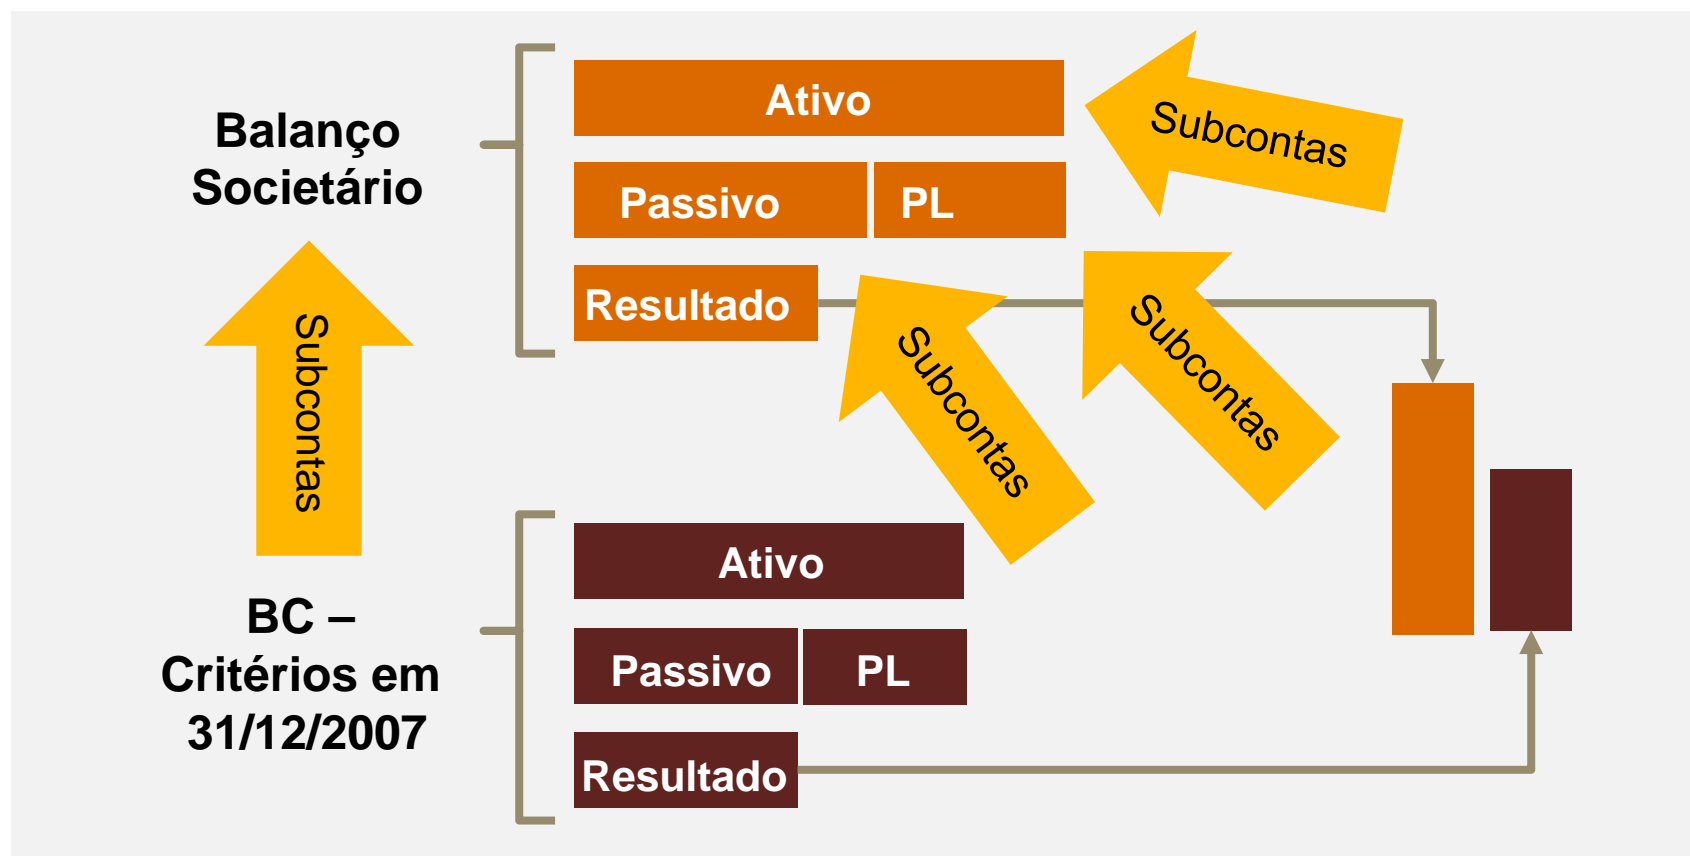 Balanço
Societário
Ativo
Passivo
PL
Resultado
Subcontas
Subcontas
Subcontas
Subcontas
BC –
Critérios em
31/12/2007
Ativo
Passivo
PL
Resultado